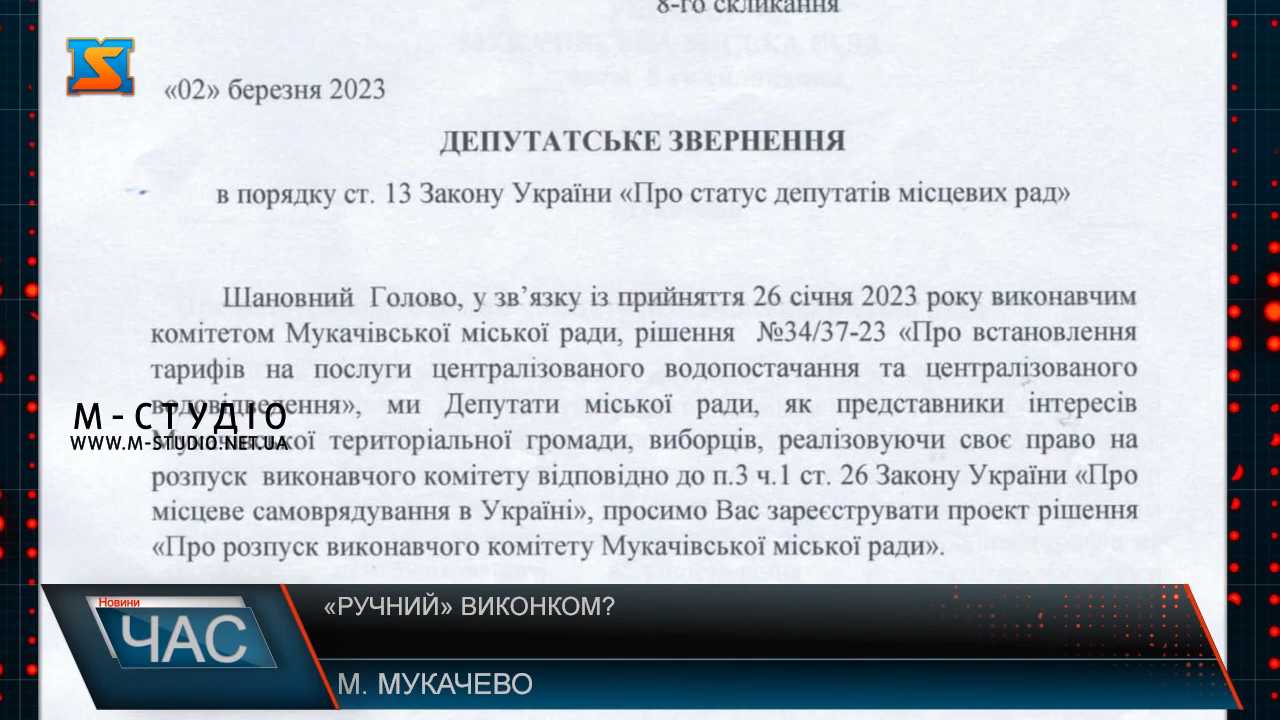 8-го скликання
«02» березня 2023
ДЕПУТАТСЬКЕ ЗВЕРНЕННЯ
в порядку ст. 13 Закону України «Про статус депутатів місцевих рад»
Шановний Голово, у зв’язку із прийняття 26 січня 2023 року виконавчим
комітетом Мукачівської міської ради, рішення №34/37-23 «Про встановлення
тарифів на послуги централізованого водопостачання та централізованого
водовідведення», ми Депутати міської ради, як представники інтересів
Мукачівської територіальної громади, виборців, реалізовуючи своє право на
розпуск виконавчого комітету відповідно до п.3 ч.1 ст. 26 Закону України «Про
місцеве самоврядування в Україні», просимо Вас зареєструвати проект рішення
«Про розпуск виконавчого комітету Мукачівської міської ради».
М-СТУДІО
WWW.M-STUDIO.NET.UA
Новини
ЧАС
«РУЧНИЙ» ВИКОНКОМ?
М. МУКАЧЕВО